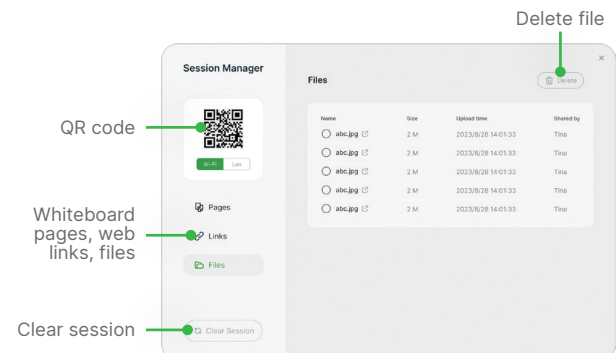 Delete file
Session Manager
Files
Delete
QR code
Wi-Fi Lan
Name Size Upload time Shared by
abc.jpg 2 M 2023/8/28 14:01:33 Tina
abc.jpg 2 M 2023/8/28 14:01:33 Tina
abc.jpg 2 M 2023/8/28 14:01:33 Tina
abc.jpg 2 M 2023/8/28 14:01:33 Tina
abc.jpg 2 M 2023/8/28 14:01:33 Tina
Whiteboard
pages, web
links, files
Pages
Links
Files
Clear session
Clear Session